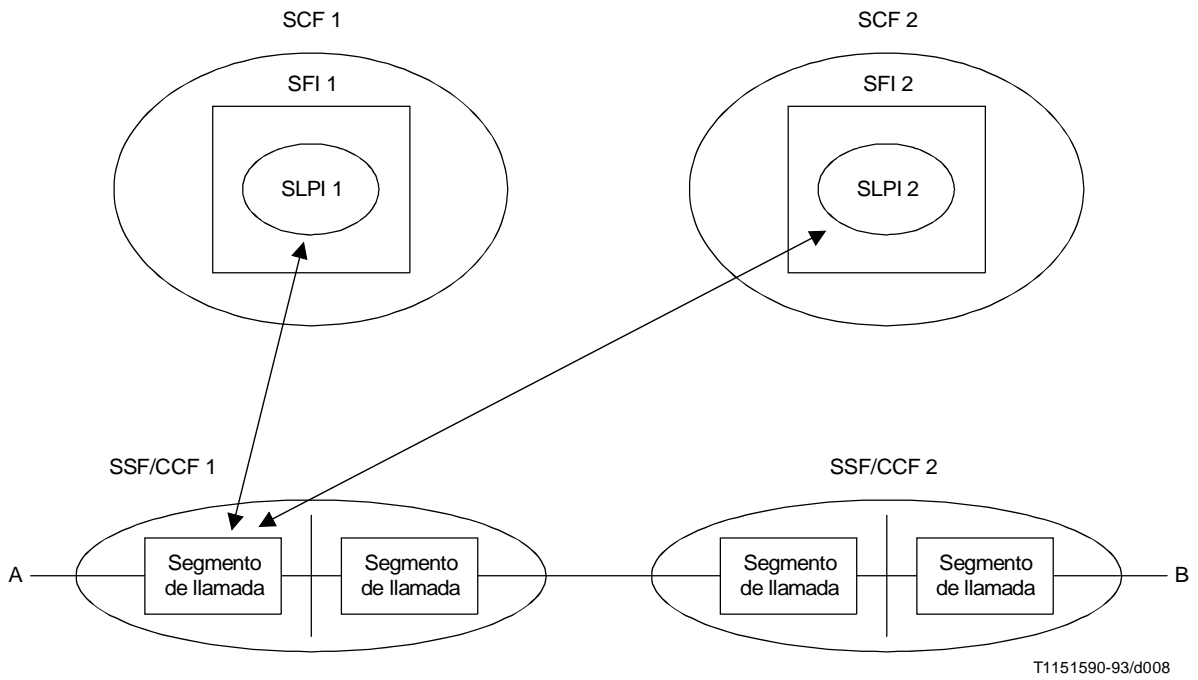 SCF 1
SCF 2
SFI 1
SFI 2
SLPI 1
SLPI 2
SSF/CCF 1
SSF/CCF 2
A
Segmento
de llamada
Segmento
de llamada
Segmento
de llamada
Segmento
de llamada
B
T1151590-93/d008